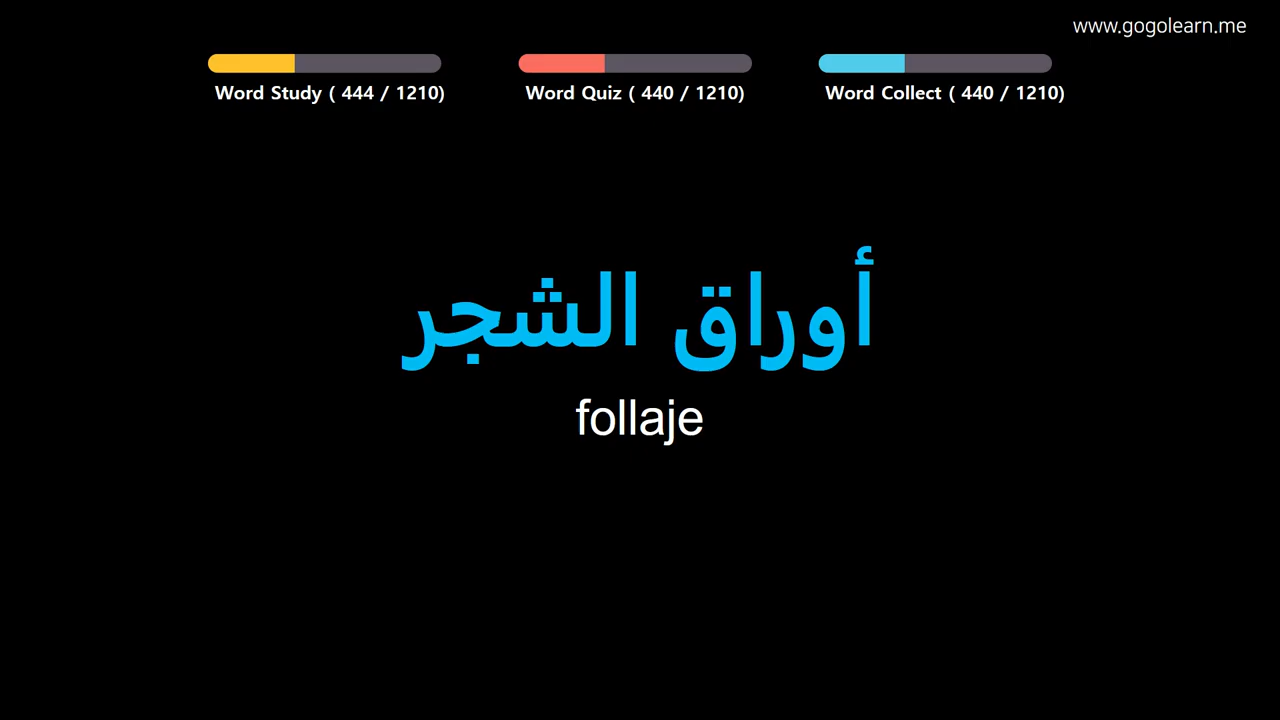 www.gogolearn.me
Word Study ( 444 / 1210)
Word Quiz ( 440 / 1210)
Word Collect ( 440 / 1210)
أوراق الشجر
follaje